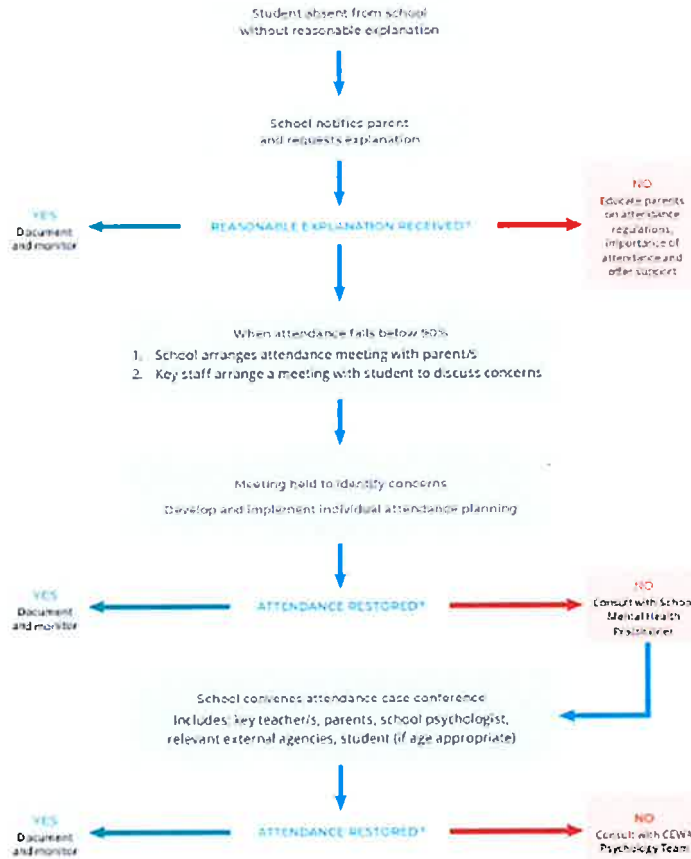 Student absent from school
without reasonable explanation
School notifies parent
and requests explanation
YES
Document
and monitor
REASONABLE EXPLANATION RECEIVED?
NO
Educate parents
on attendance
regulations,
importance of
attendance and
offer support
When attendance falls below 90%
1. School arranges attendance meeting with parent/s
2. Key staff arrange a meeting with student to discuss concerns
Meeting held to identify concerns
Develop and implement individual attendance planning
YES
Document
and monitor
ATTENDANCE RESTORED?
NO
Consult with School
Mental Health
Practitioner
School convenes attendance case conference
Includes: key teacher/s, parents, school psychologist,
relevant external agencies, student (if age appropriate)
YES
Document
and monitor
ATTENDANCE RESTORED?
NO
Consult with CEWA
Psychology Team